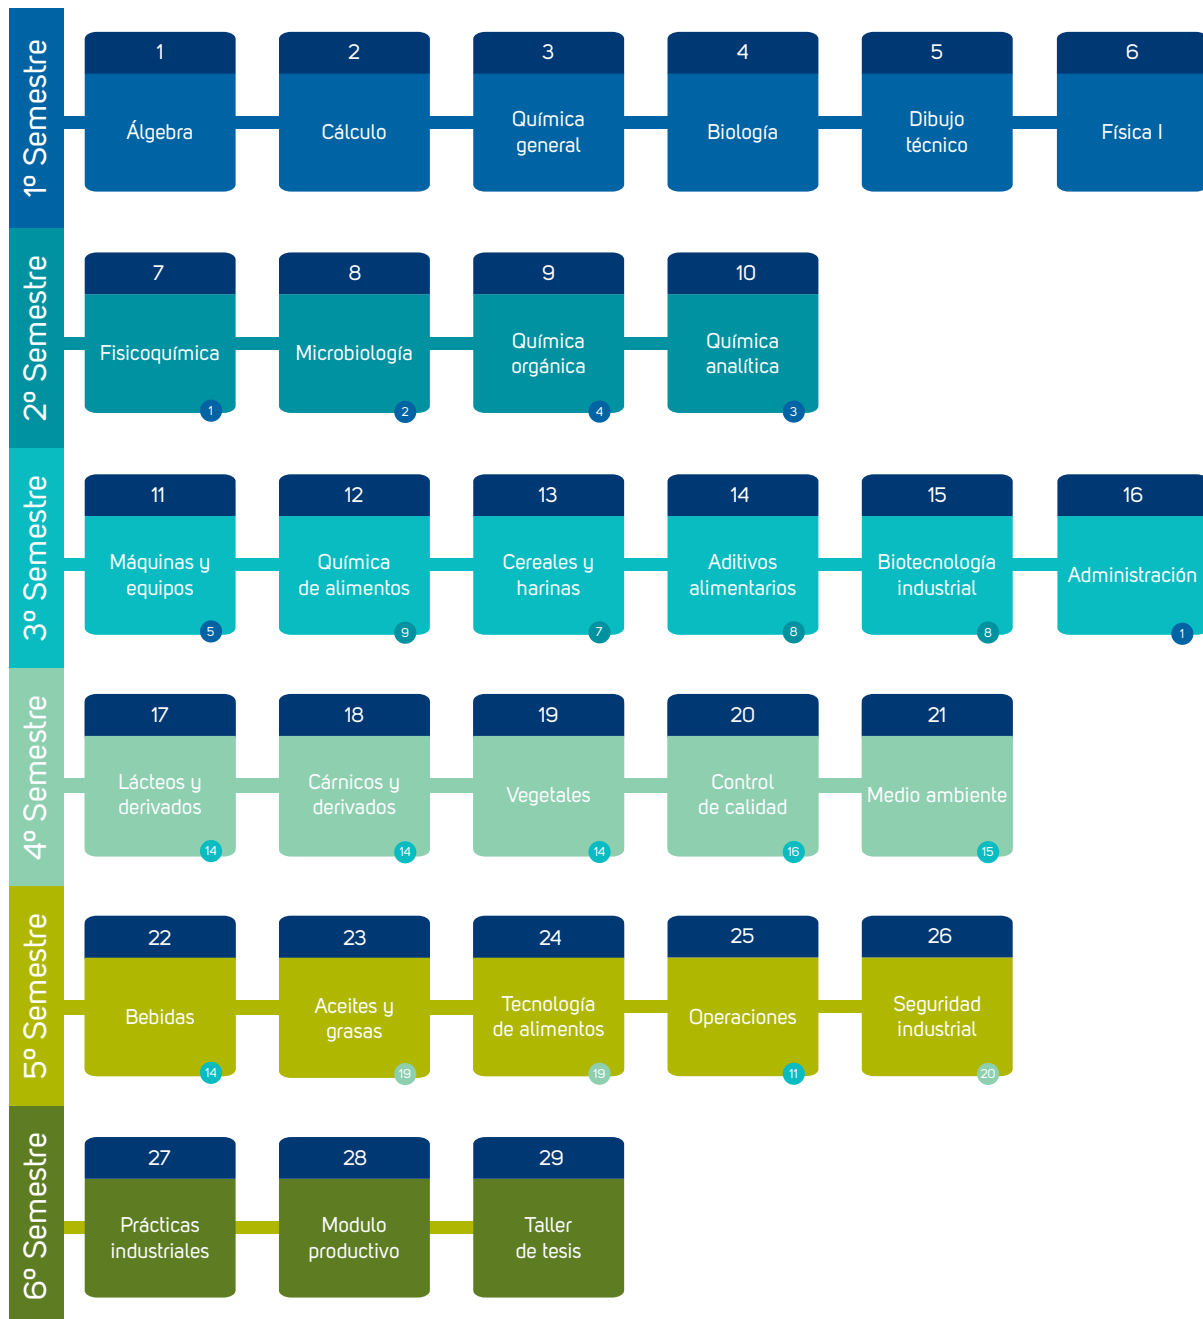 1º Semestre
1
2
3
4
5
6
Álgebra
Cálculo
Química
general
Biología
Dibujo
técnico
Física I
2º Semestre
7
8
9
10
Fisicoquímica
Microbiología
Química
orgánica
Química
analítica
1
2
4
3
3º Semestre
11
12
13
14
15
16
Máquinas y
equipos
Química
de alimentos
Cereales y
harinas
Aditivos
alimentarios
Biotecnología
industrial
Administración
5
9
7
8
8
1
4º Semestre
17
18
19
20
21
Lácteos y
derivados
Cárnicos y
derivados
Vegetales
Control
de calidad
Medio ambiente
14
14
14
16
15
5º Semestre
22
23
24
25
26
Bebidas
Aceites y
grasas
Tecnología
de alimentos
Operaciones
Seguridad
industrial
14
19
19
11
20
6º Semestre
27
28
29
Prácticas
industriales
Modulo
productivo
Taller
de tesis